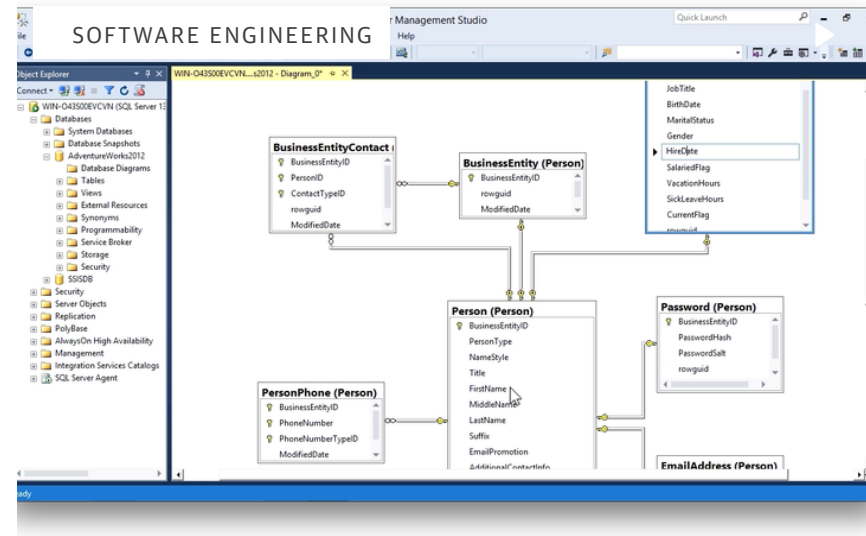 SOFTWARE ENGINEERING
r Management Studio
Quick Launch
ile
Help
Object Explorer
WIN-O43S00EVCVN....s2012 - Diagram_0*
Connect
WIN-O43S00EVCVN (SQL Server 13
Databases
System Databases
Database Snapshots
AdventureWorks2012
Database Diagrams
Tables
Views
External Resources
Synonyms
Programmability
Service Broker
Storage
Security
SSISDB
Security
Server Objects
Replication
PolyBase
AlwaysOn High Availability
Management
Integration Services Catalogs
SQL Server Agent
BusinessEntityContact (
BusinessEntityID
PersonID
ContactTypeID
rowguid
ModifiedDate
BusinessEntity (Person)
BusinessEntityID
rowguid
ModifiedDate
JobTitle
BirthDate
MaritalStatus
Gender
HireDate
SalariedFlag
VacationHours
SickLeaveHours
CurrentFlag
rowguid
Person (Person)
BusinessEntityID
PersonType
NameStyle
Title
FirstName
MiddleName
LastName
Suffix
EmailPromotion
AdditionalContactInfo
Password (Person)
BusinessEntityID
PasswordHash
PasswordSalt
rowguid
PersonPhone (Person)
BusinessEntityID
PhoneNumber
PhoneNumberTypeID
ModifiedDate
EmailAddress (Person)
eady